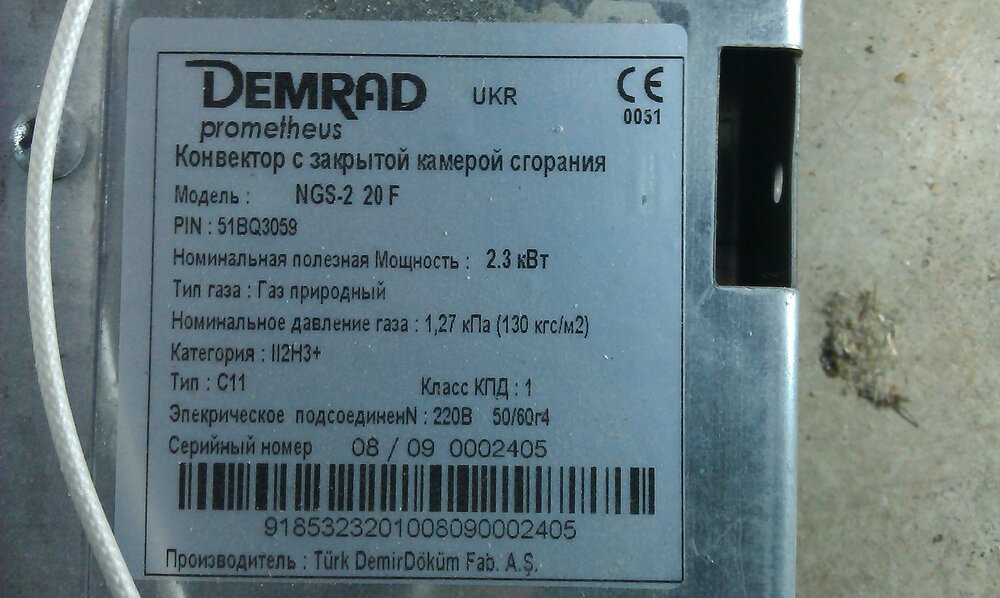 DEMRAD UKR CE
prometheus 0051
Конвектор с закрытой камерой сгорания
Модель : NGS-2 20 F
PIN : 51BQ3059
Номинальная полезная Мощность : 2.3 кВт
Тип газа : Газ природный
Номинальное давление газа : 1,27 кПа (130 кгс/м2)
Категория : II2H3+
Тип : C11 Класс КПД : 1
Элекрическое подсоединенN : 220В 50/60г4
Серийный номер 08 / 09 0002405
9185323201008090002405
Производитель : Türk DemirDöküm Fab. A.Ş.